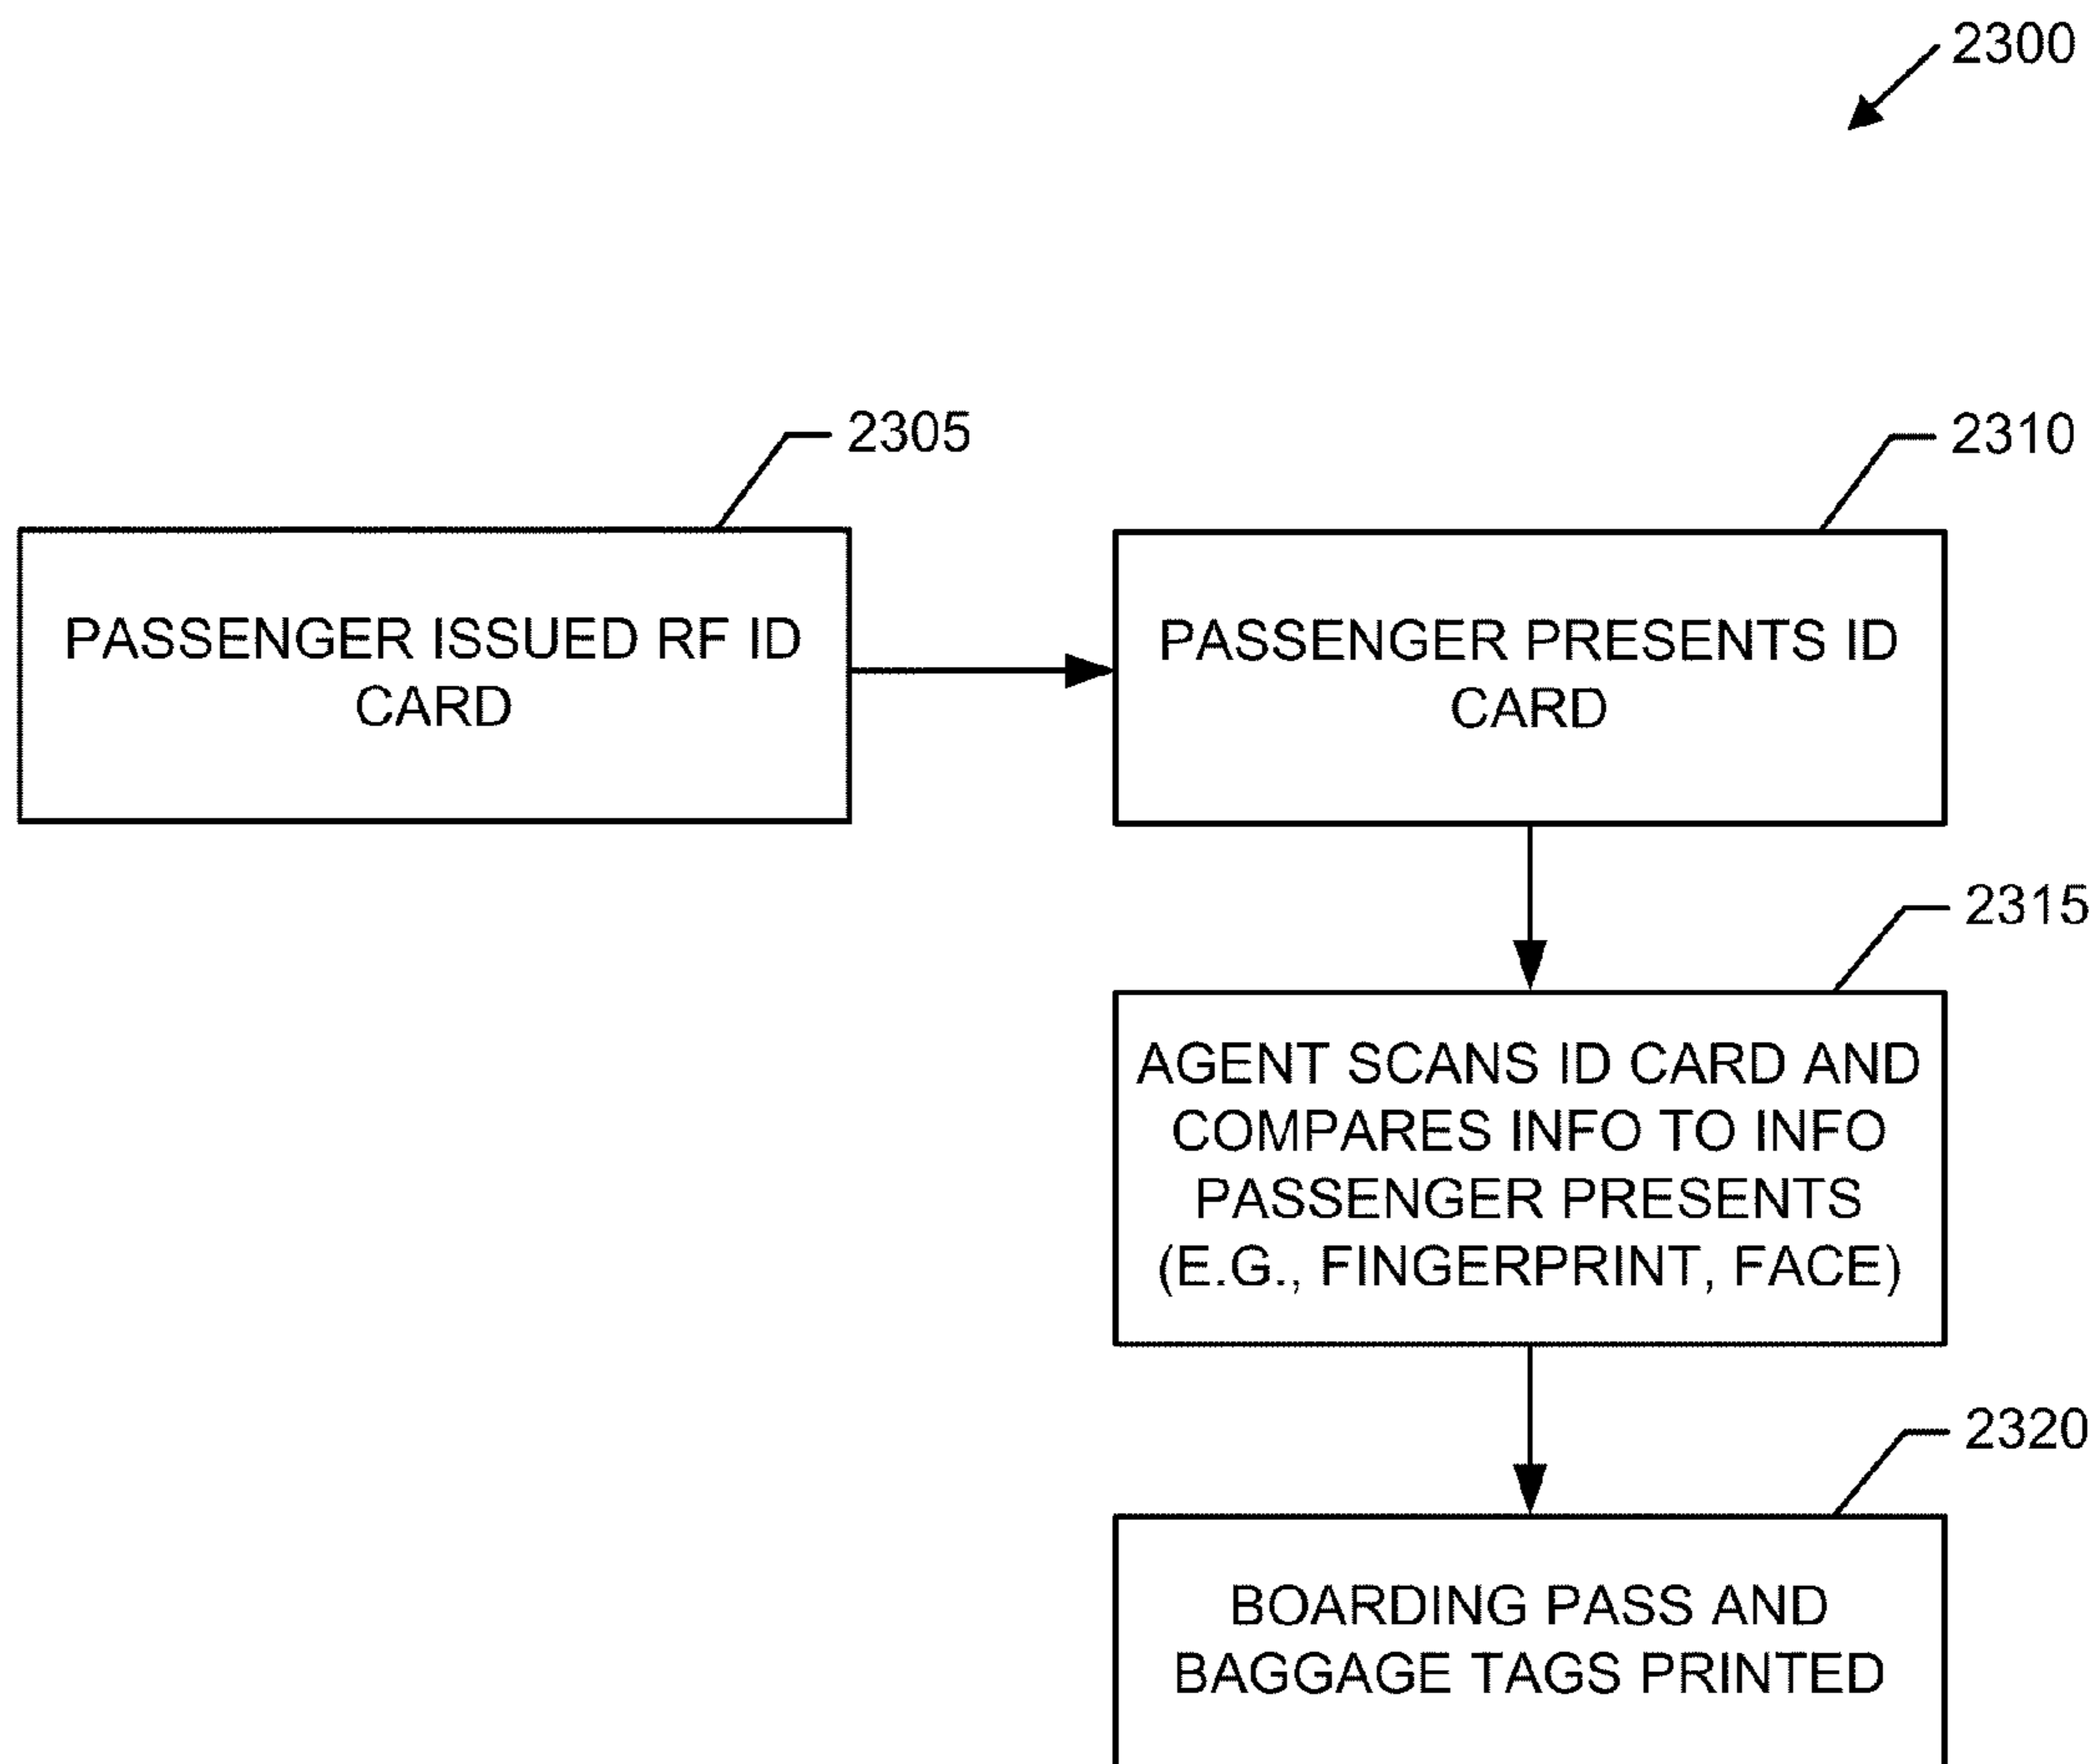 2300
2305
PASSENGER ISSUED RF ID
CARD
2310
PASSENGER PRESENTS ID
CARD
2315
AGENT SCANS ID CARD AND
COMPARES INFO TO INFO
PASSENGER PRESENTS
(E.G., FINGERPRINT, FACE)
2320
BOARDING PASS AND
BAGGAGE TAGS PRINTED